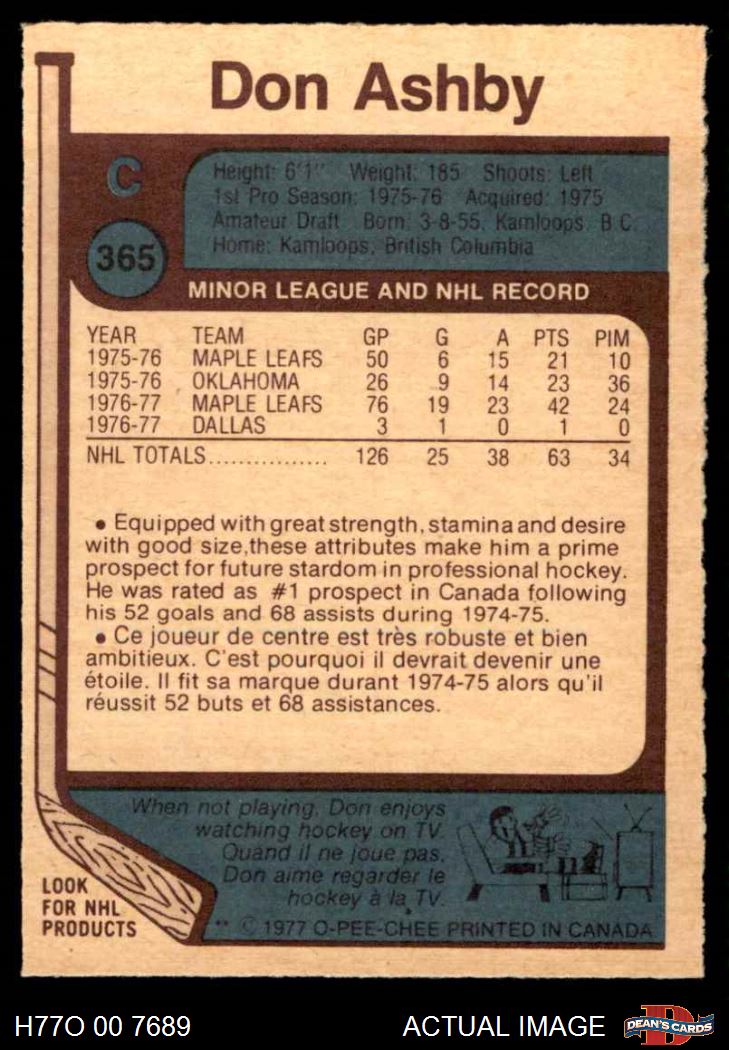 Don Ashby
C
365
Height: 6'1" Weight: 185 Shoots: Left
1st Pro Season: 1975-76 Acquired: 1975
Amateur Draft Born: 3-8-55, Kamloops, B.C.
Home: Kamloops, British Columbia
MINOR LEAGUE AND NHL RECORD
YEAR TEAM GP G A PTS PIM
1975-76 MAPLE LEAFS 50 6 15 21 10
1975-76 OKLAHOMA 26 9 14 23 36
1976-77 MAPLE LEAFS 76 19 23 42 24
1976-77 DALLAS 3 1 0 1 0
NHL TOTALS................ 126 25 38 63 34
• Equipped with great strength, stamina and desire
with good size,these attributes make him a prime
prospect for future stardom in professional hockey.
He was rated as #1 prospect in Canada following
his 52 goals and 68 assists during 1974-75.
• Ce joueur de centre est très robuste et bien
ambitieux. C'est pourquoi il devrait devenir une
étoile. Il fit sa marque durant 1974-75 alors qu'il
réussit 52 buts et 68 assistances.
When not playing, Don enjoys
watching hockey on TV.
Quand il ne joue pas,
Don aime regarder le
hockey à la TV.
LOOK
FOR NHL
PRODUCTS
** © 1977 O-PEE-CHEE PRINTED IN CANADA
H77O 00 7689 ACTUAL IMAGE DEAN'S CARDS